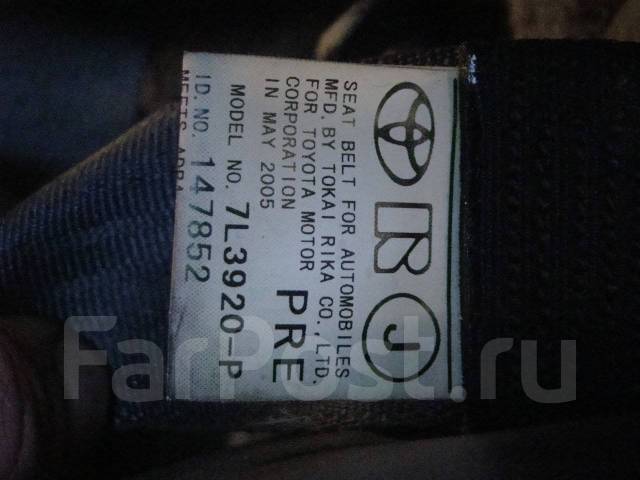 SEAT BELT FOR AUTOMOBILES
MFD. BY TOKAI RIKA CO., LTD.
FOR TOYOTA MOTOR
CORPORATION
IN MAY 2005
PRE
MODEL NO. 7L3920-P
ID. NO. 147852
MEETS
R
J
FarPost.ru